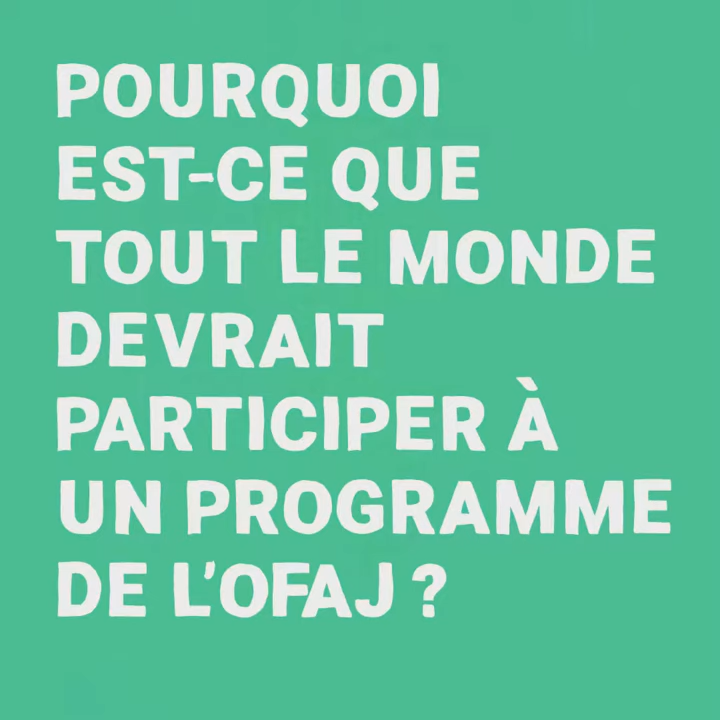 POURQUOI
EST-CE QUE
TOUT LE MONDE
DEVRAIT
PARTICIPER À
UN PROGRAMME
DE L'OFAJ ?